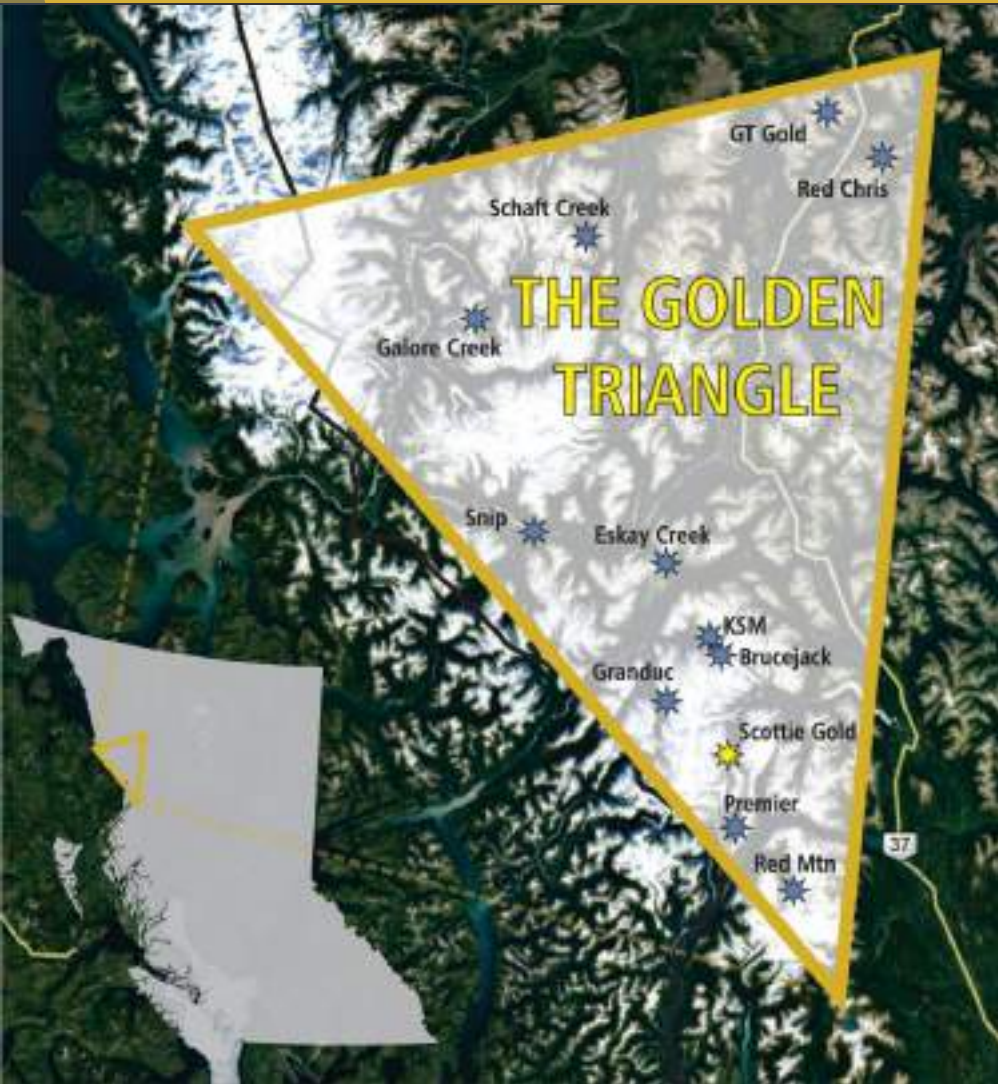 GT Gold
Red Chris
Schaft Creek
THE GOLDEN
TRIANGLE
Galore Creek
Snip
Eskay Creek
KSM
Brucejack
Granduc
Scottie Gold
Premier
37
Red Mtn